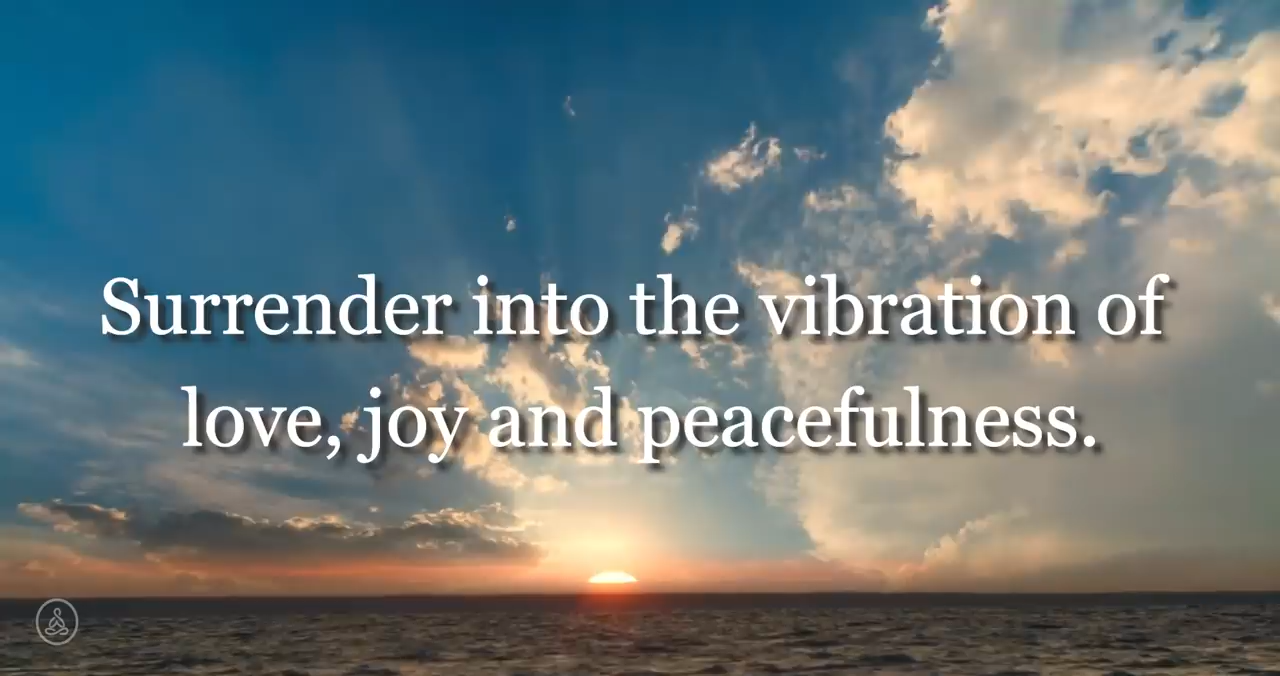 Surrender into the vibration of
love, joy and peacefulness.